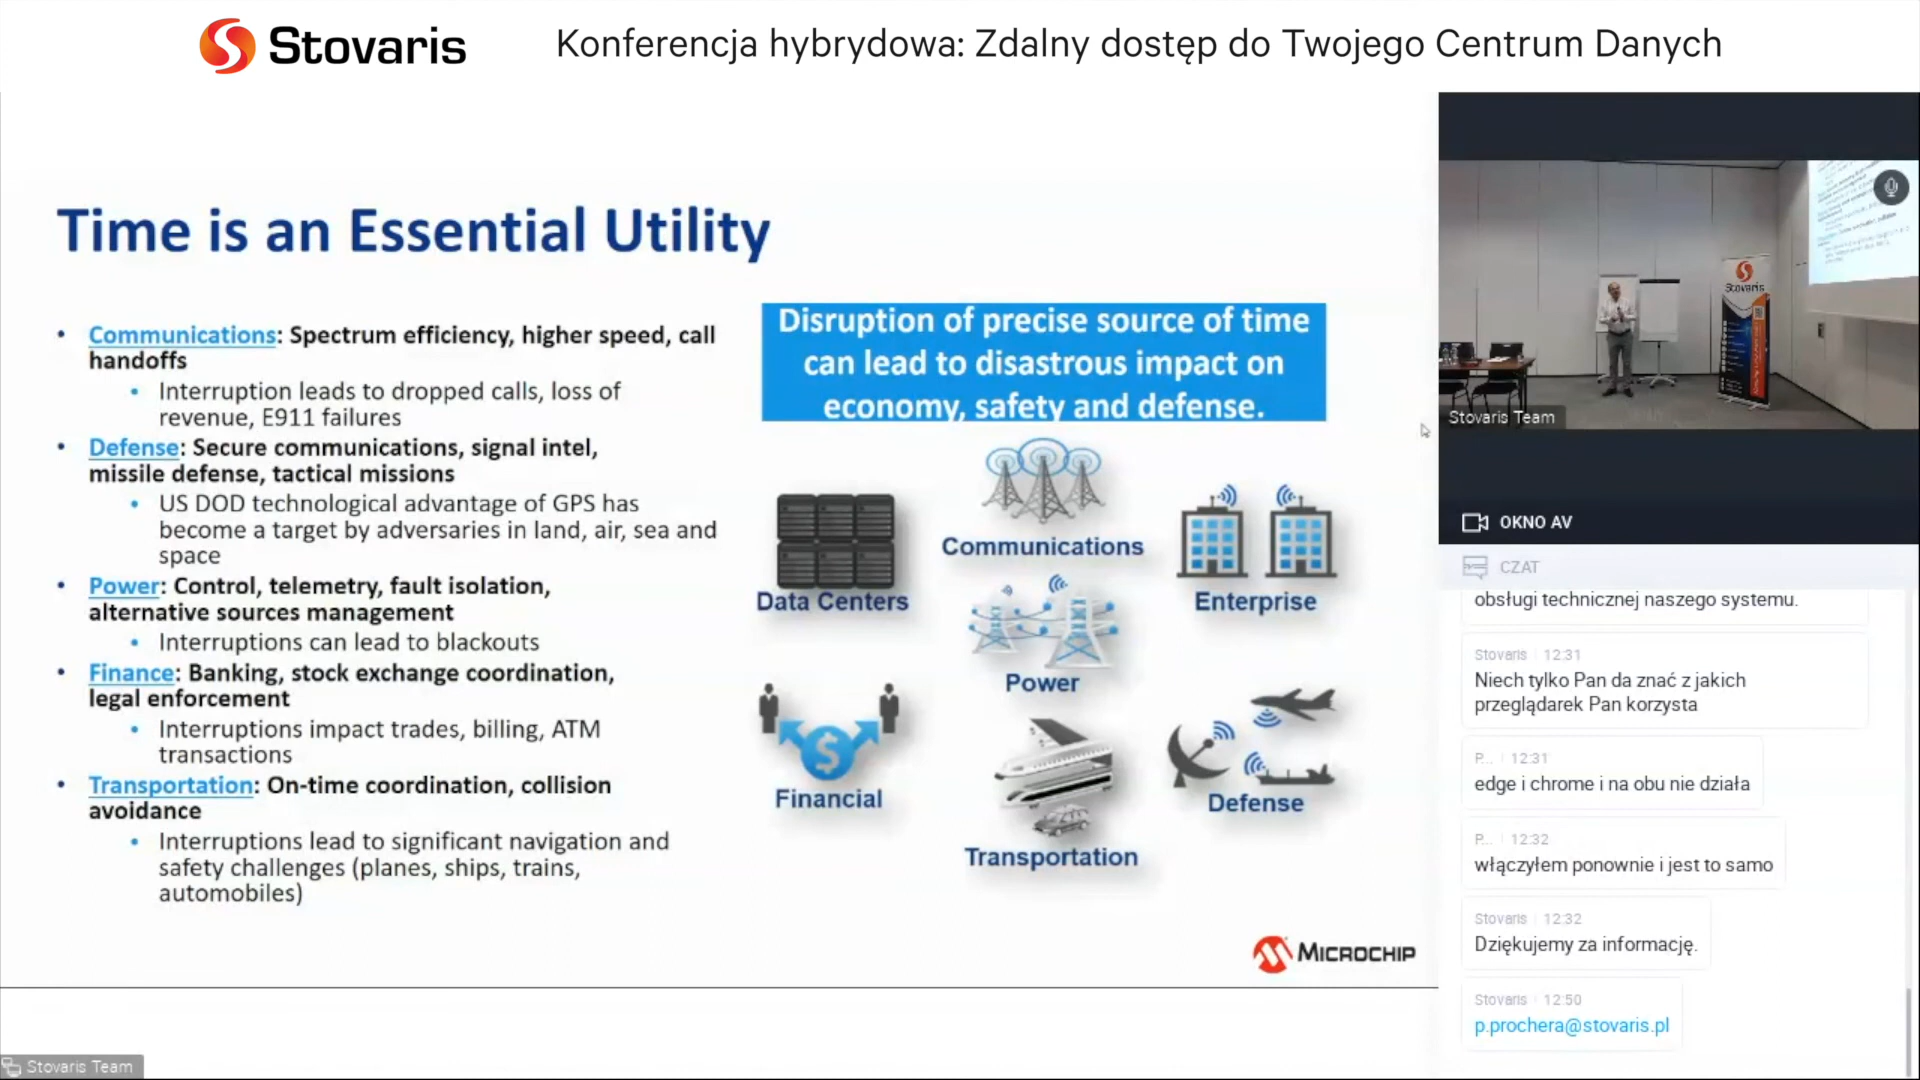 Stovaris
Konferencja hybrydowa: Zdalny dostęp do Twojego Centrum Danych
Time is an Essential Utility
• Communications: Spectrum efficiency, higher speed, call
handoffs
• Interruption leads to dropped calls, loss of
revenue, E911 failures
• Defense: Secure communications, signal intel,
missile defense, tactical missions
• US DOD technological advantage of GPS has
become a target by adversaries in land, air, sea and
space
• Power: Control, telemetry, fault isolation,
alternative sources management
• Interruptions can lead to blackouts
• Finance: Banking, stock exchange coordination,
legal enforcement
• Interruptions impact trades, billing, ATM
transactions
• Transportation: On-time coordination, collision
avoidance
• Interruptions lead to significant navigation and
safety challenges (planes, ships, trains,
automobiles)
Disruption of precise source of time
can lead to disastrous impact on
economy, safety and defense.
Communications
Data Centers
Enterprise
Power
Financial
$
Defense
Transportation
MICROCHIP
Stovaris Team
Stovaris
Stovaris Team
OKNO AV
CZAT
obsługi technicznej naszego systemu.
Stovaris 12:31
Niech tylko Pan da znać z jakich
przeglądarek Pan korzysta
P... 12:31
edge i chrome i na obu nie działa
P... 12:32
włączyłem ponownie i jest to samo
Stovaris 12:32
Dziękujemy za informację.
Stovaris 12:50
p.prochera@stovaris.pl